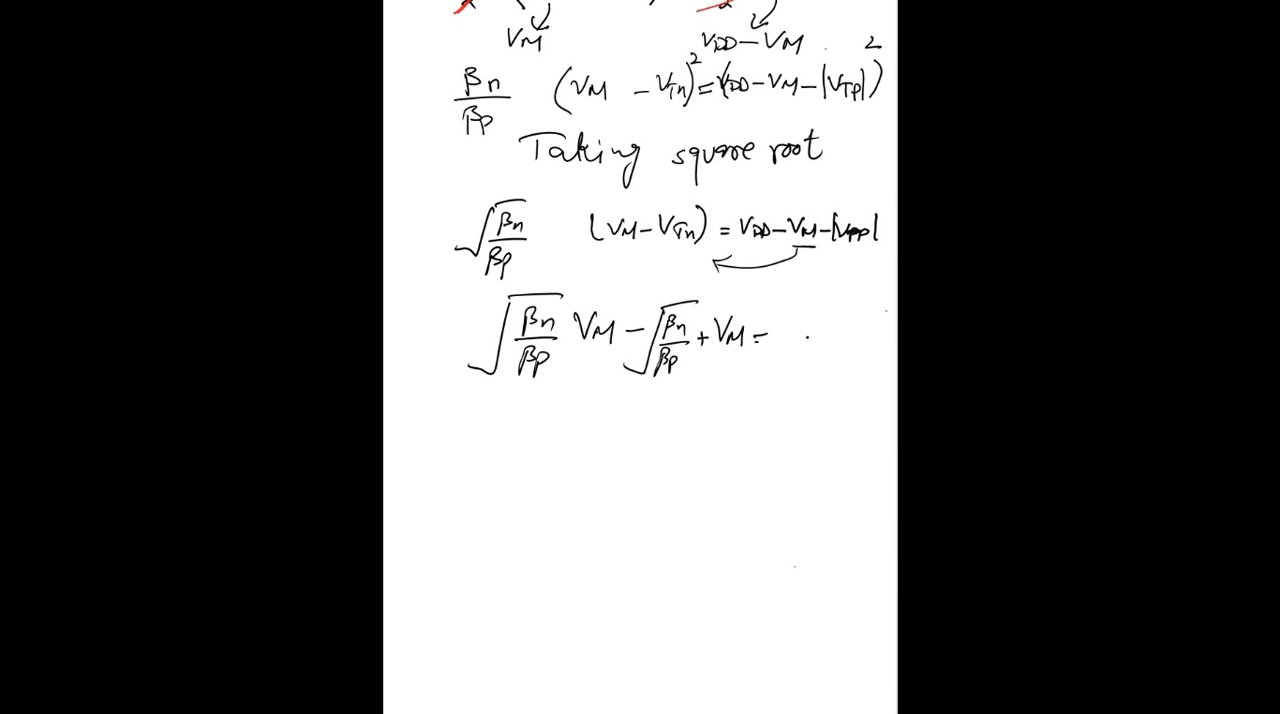 VM VDD-VM
βn/βp (VM - VTn)² = (VDD-VM-|VTp|)²
Taking square root
√(βn/βp) (VM-VTn) = VDD-VM-|VTp|
√(βn/βp) VM - √(βn/βp) + VM =